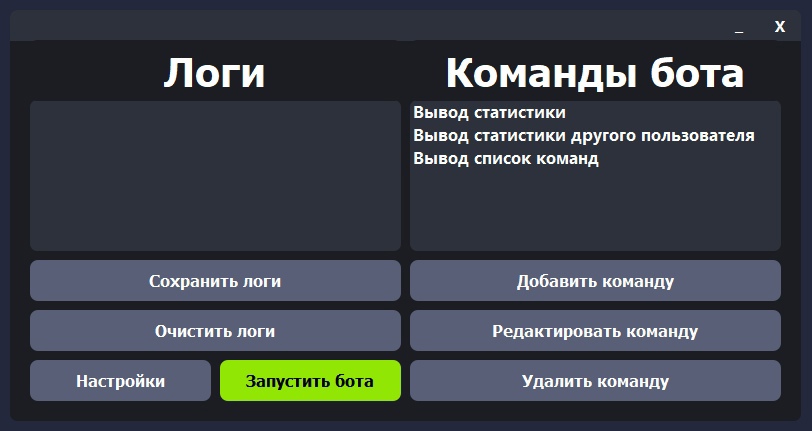 _ X
Логи
Команды бота
Вывод статистики
Вывод статистики другого пользователя
Вывод список команд
Сохранить логи
Добавить команду
Очистить логи
Редактировать команду
Настройки
Запустить бота
Удалить команду